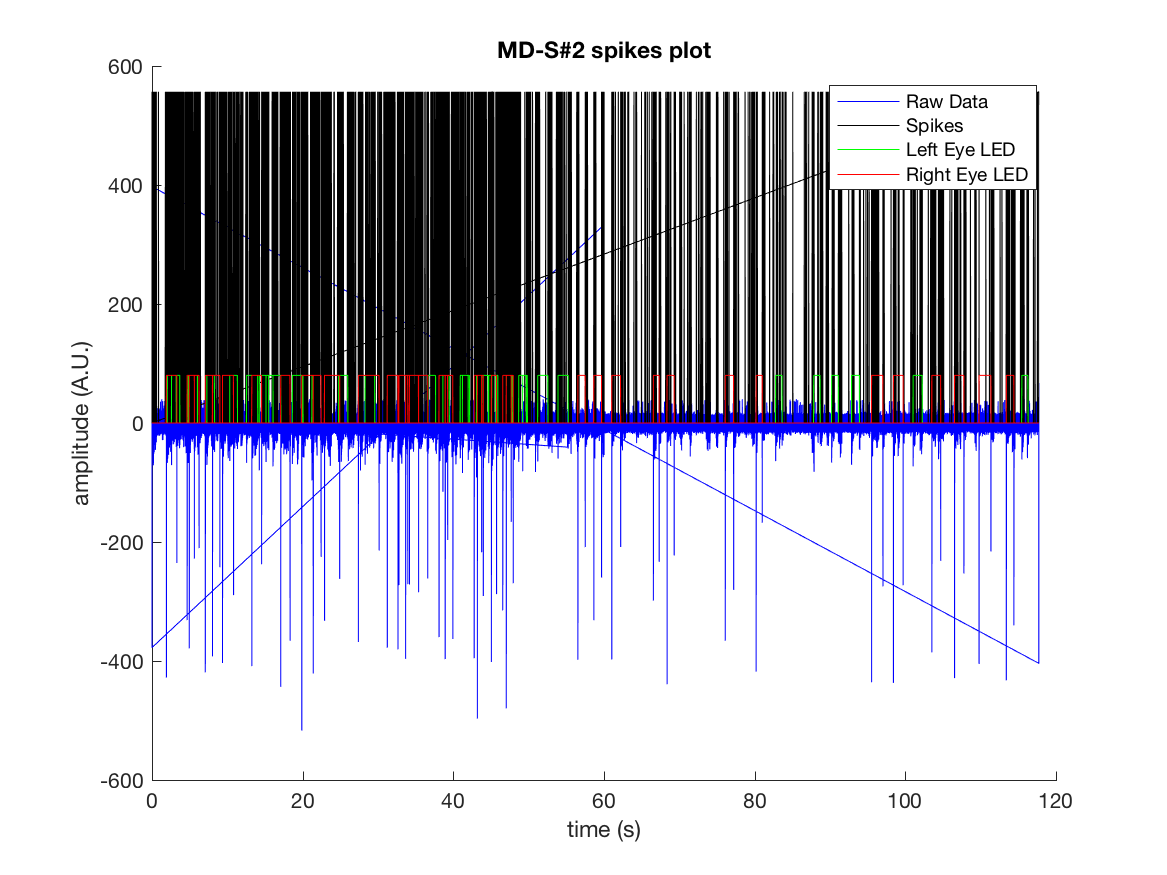 MD-S#2 spikes plot
600
400
200
0
-200
-400
-600
amplitude (A.U.)
Raw Data
Spikes
Left Eye LED
Right Eye LED
0 20 40 60 80 100 120
time (s)